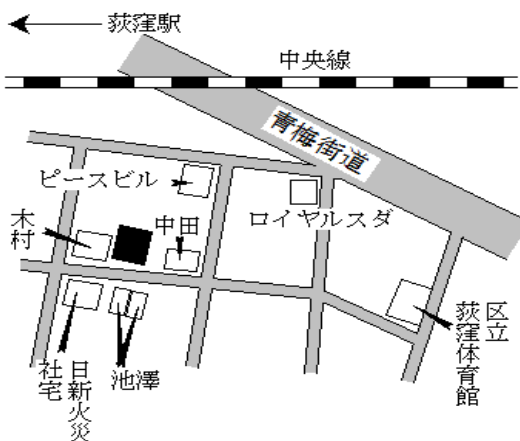 荻窪駅
中央線
青梅街道
ピースビル
ロイヤルスダ
中田
木村
区立
荻窪体育館
池澤
日新火災
社宅